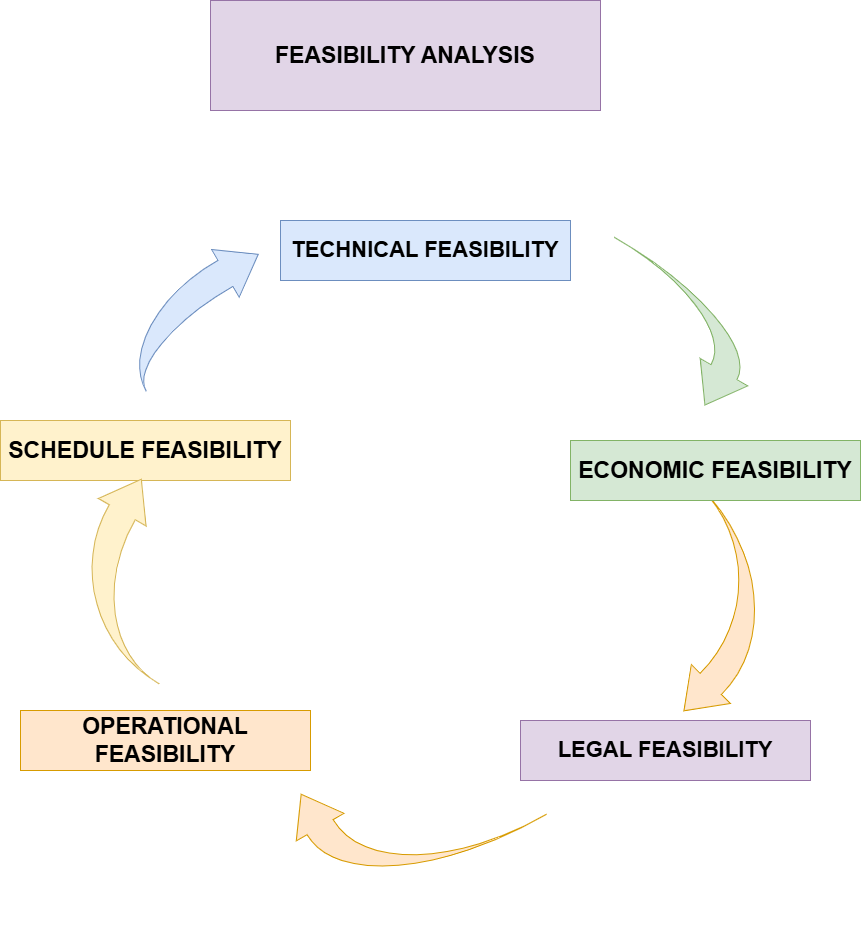 FEASIBILITY ANALYSIS
TECHNICAL FEASIBILITY
SCHEDULE FEASIBILITY
ECONOMIC FEASIBILITY
OPERATIONAL
FEASIBILITY
LEGAL FEASIBILITY